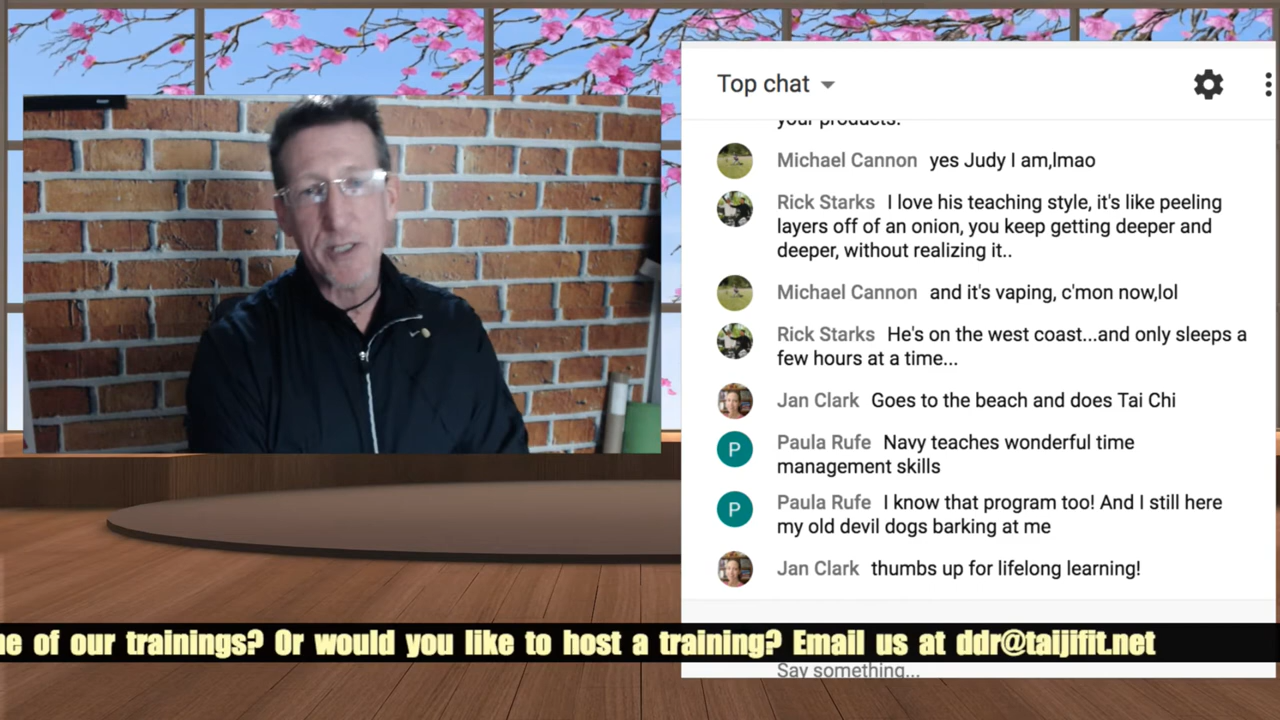 Top chat
your products.
Michael Cannon yes Judy I am,lmao
Rick Starks I love his teaching style, it's like peeling
layers off of an onion, you keep getting deeper and
deeper, without realizing it..
Michael Cannon and it's vaping, c'mon now,lol
Rick Starks He's on the west coast...and only sleeps a
few hours at a time...
Jan Clark Goes to the beach and does Tai Chi
Paula Rufe Navy teaches wonderful time
management skills
P
Paula Rufe I know that program too! And I still here
my old devil dogs barking at me
P
Jan Clark thumbs up for lifelong learning!
of our trainings? Or would you like to host a training? Email us at ddr@taijifit.net
Say something...